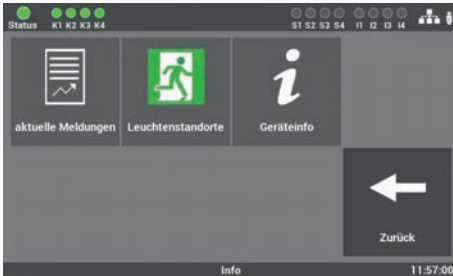 Status K1 K2 K3 K4 S1 S2 S3 S4 I1 I2 I3 I4
aktuelle Meldungen Leuchtenstandorte Geräteinfo
Zurück
Info 11:57:00